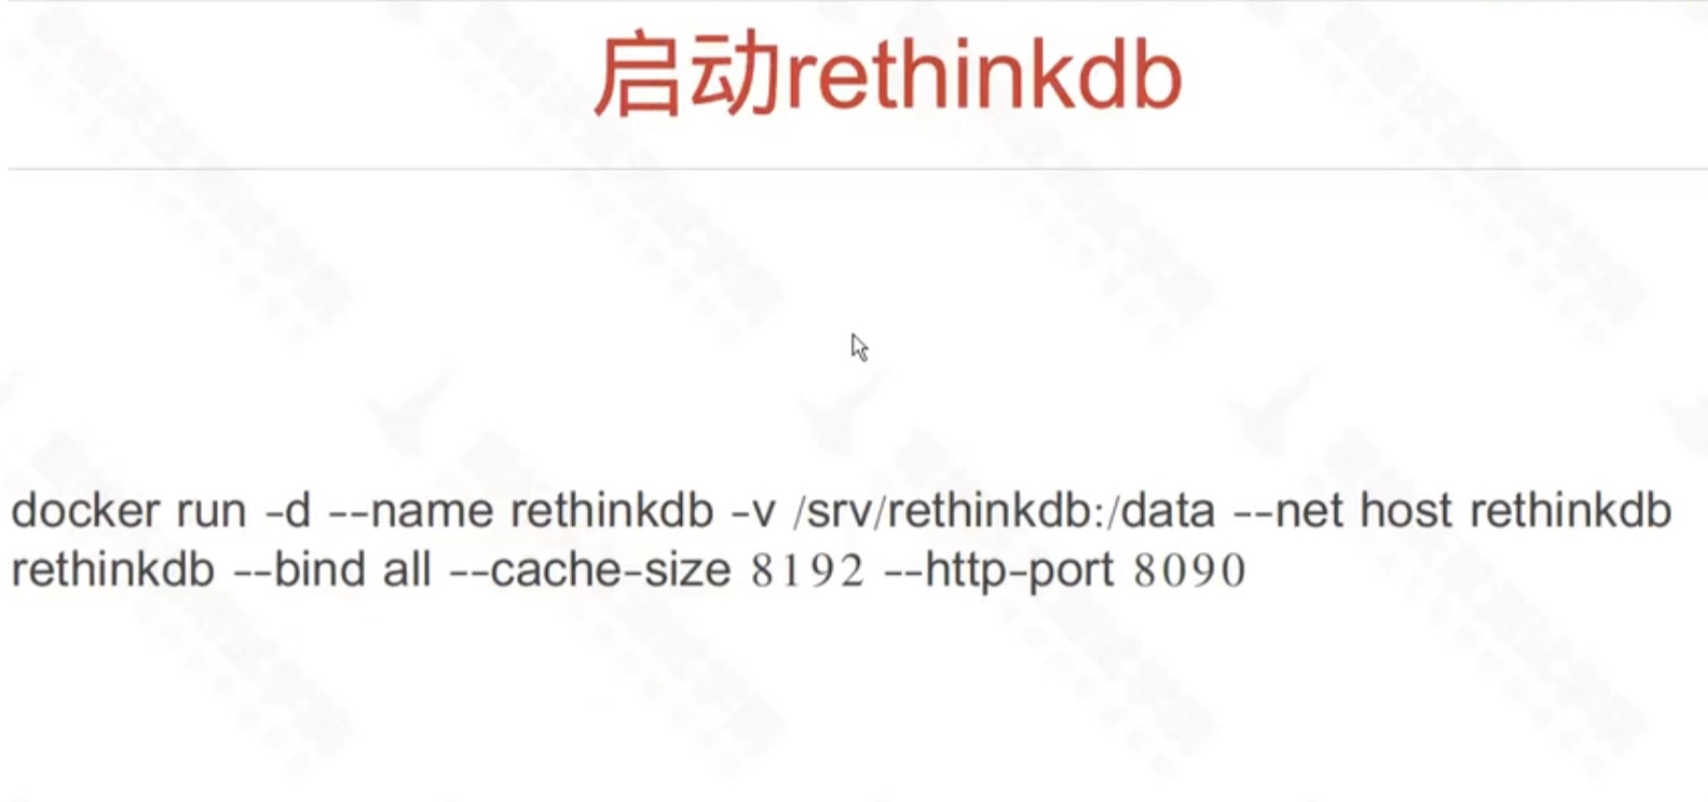 启动rethinkdb
docker run -d --name rethinkdb -v /srv/rethinkdb:/data --net host rethinkdb
rethinkdb --bind all --cache-size 8192 --http-port 8090